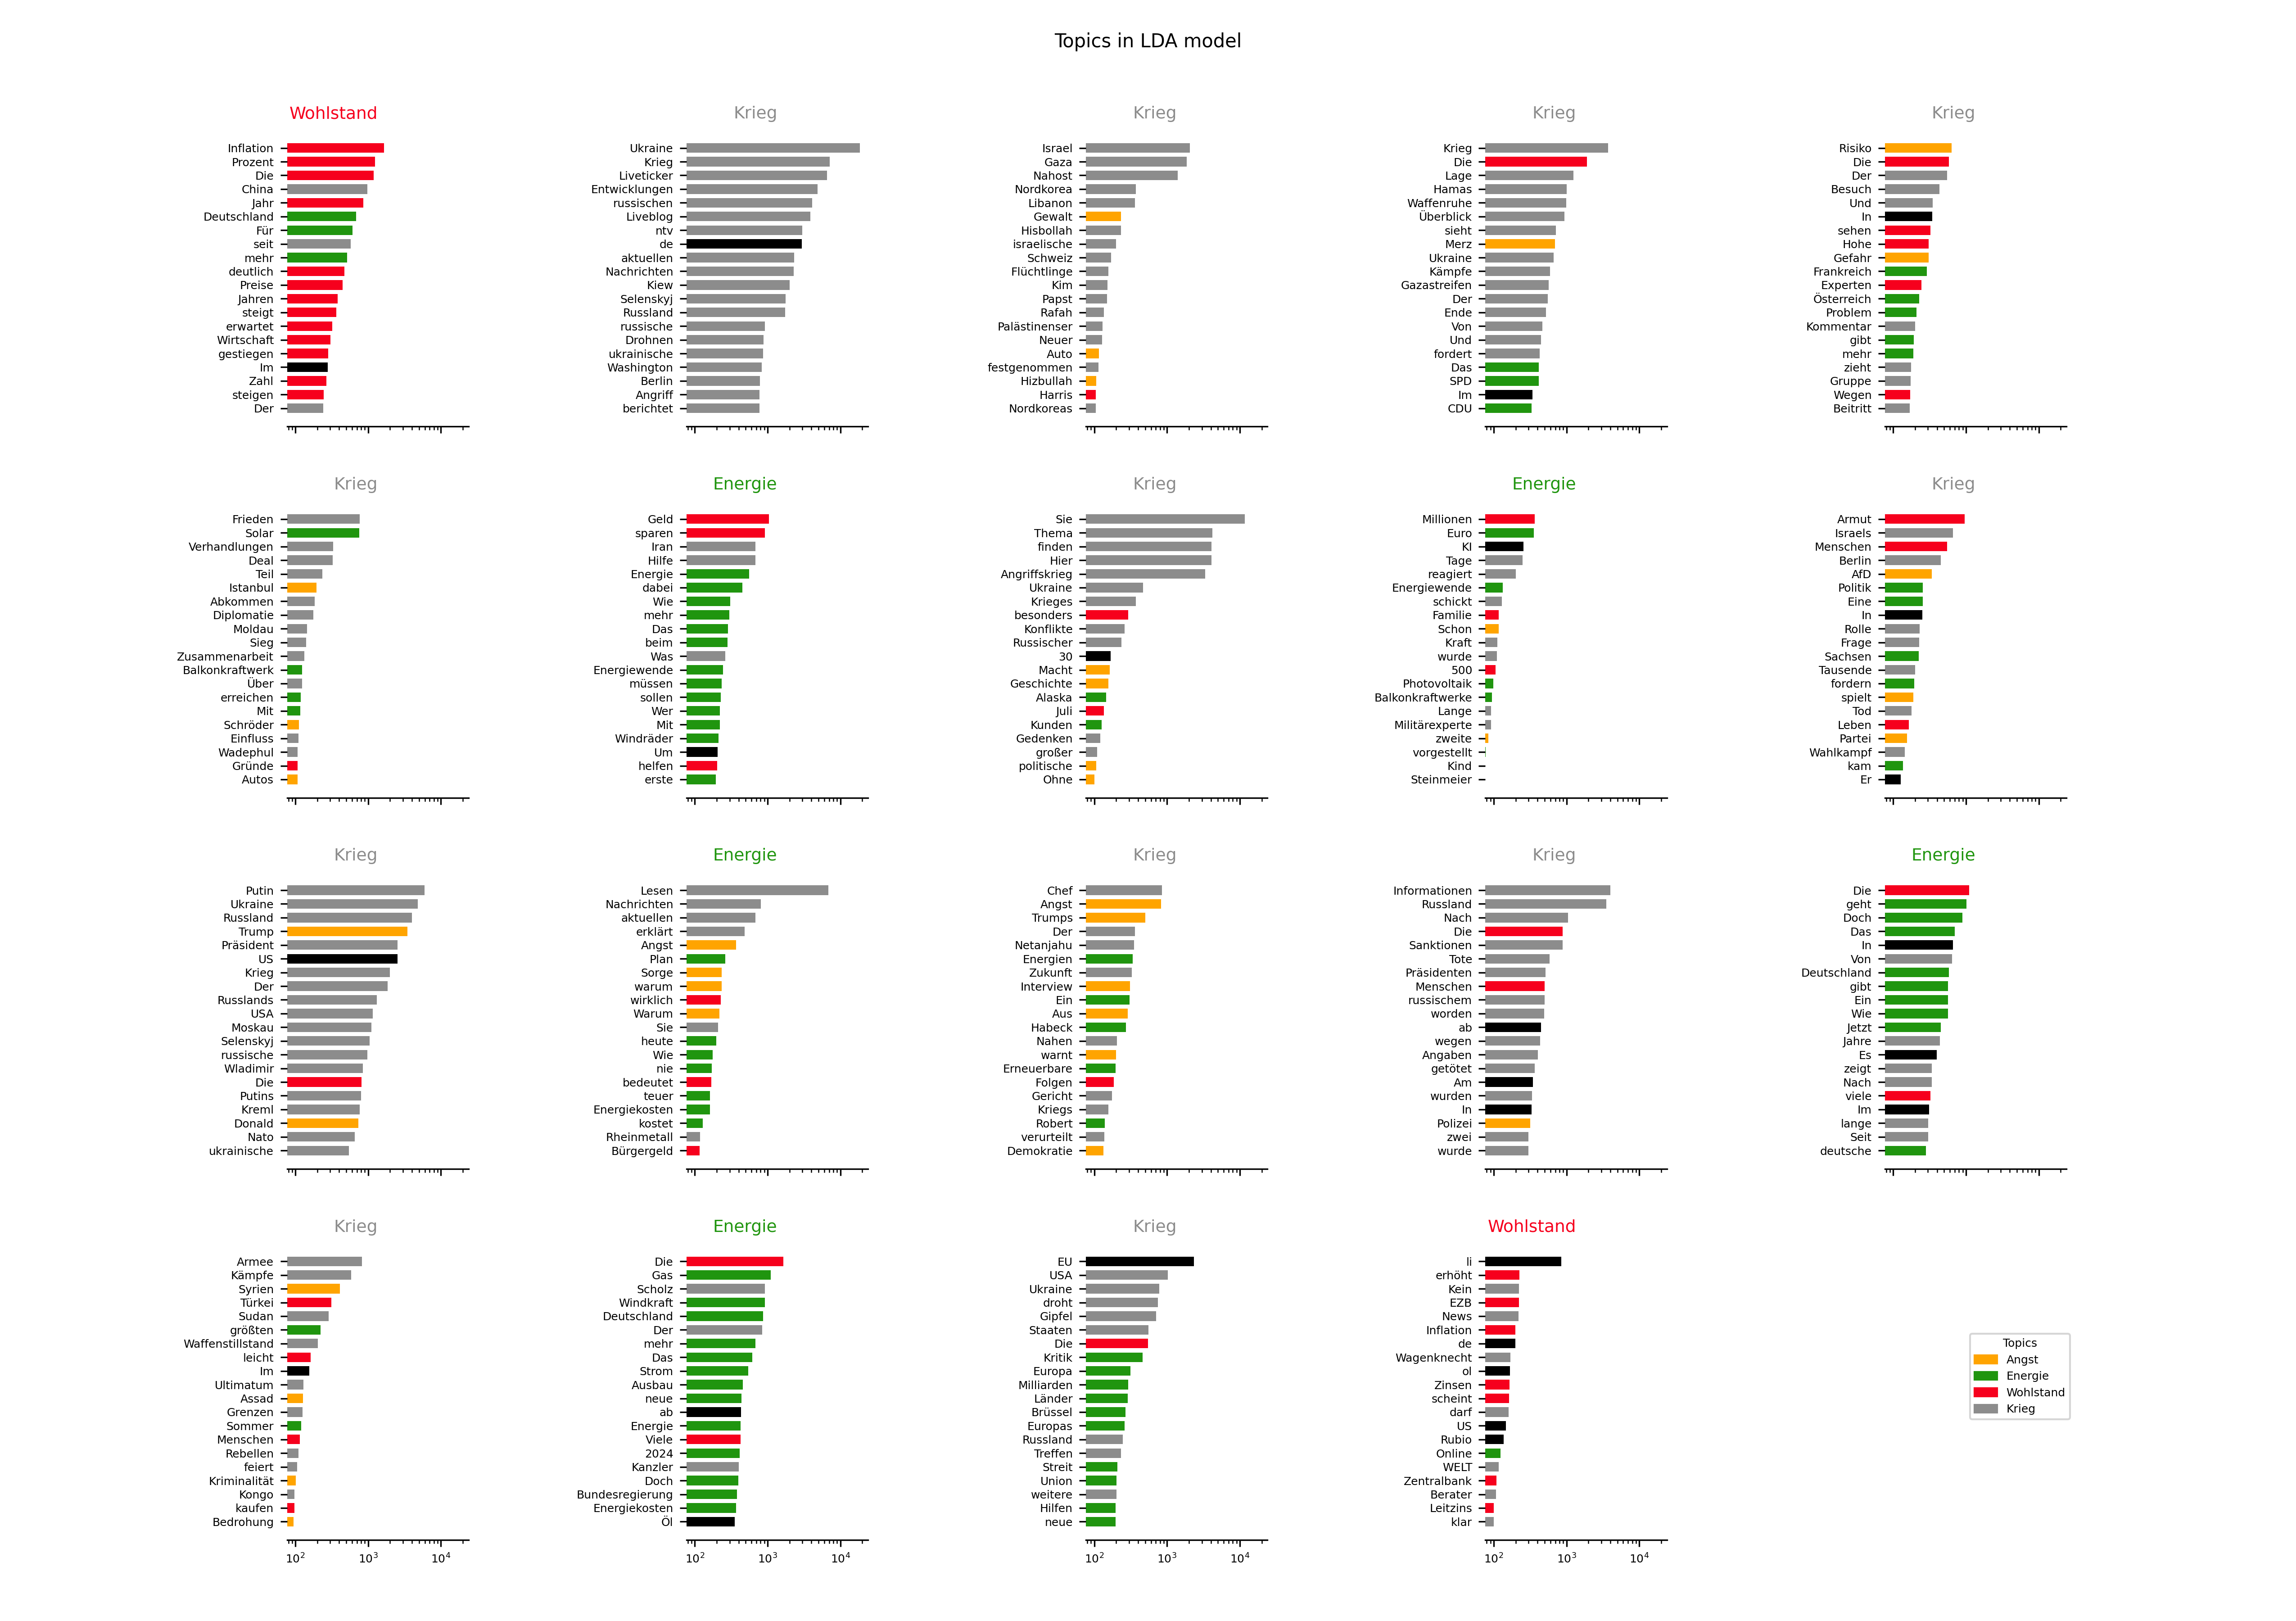 Topics in LDA model
Wohlstand
Inflation
Prozent
Die
China
Jahr
Deutschland
Für
seit
mehr
deutlich
Preise
Jahren
steigt
erwartet
Wirtschaft
gestiegen
Im
Zahl
steigen
Der
Krieg
Ukraine
Krieg
Liveticker
Entwicklungen
russischen
Liveblog
ntv
de
aktuellen
Nachrichten
Kiew
Selenskyj
Russland
russische
Drohnen
ukrainische
Washington
Berlin
Angriff
berichtet
Krieg
Israel
Gaza
Nahost
Nordkorea
Libanon
Gewalt
Hisbollah
israelische
Schweiz
Flüchtlinge
Kim
Papst
Rafah
Palästinenser
Neuer
Auto
festgenommen
Hizbullah
Harris
Nordkoreas
Krieg
Krieg
Die
Lage
Hamas
Waffenruhe
Überblick
sieht
Merz
Ukraine
Kämpfe
Gazastreifen
Der
Ende
Von
Und
fordert
Das
SPD
Im
CDU
Krieg
Risiko
Die
Der
Besuch
Und
In
sehen
Hohe
Gefahr
Frankreich
Experten
Österreich
Problem
Kommentar
gibt
mehr
zieht
Gruppe
Wegen
Beitritt
Krieg
Frieden
Solar
Verhandlungen
Deal
Teil
Istanbul
Abkommen
Diplomatie
Moldau
Sieg
Zusammenarbeit
Balkonkraftwerk
Über
erreichen
Mit
Schröder
Einfluss
Wadephul
Gründe
Autos
Energie
Geld
sparen
Iran
Hilfe
Energie
dabei
Wie
mehr
Das
beim
Was
Energiewende
müssen
sollen
Wer
Mit
Windräder
Um
helfen
erste
Krieg
Sie
Thema
finden
Hier
Angriffskrieg
Ukraine
Krieges
besonders
Konflikte
Russischer
30
Macht
Geschichte
Alaska
Juli
Kunden
Gedenken
großer
politische
Ohne
Energie
Millionen
Euro
KI
Tage
reagiert
Energiewende
schickt
Familie
Schon
Kraft
wurde
500
Photovoltaik
Balkonkraftwerke
Lange
Militärexperte
zweite
vorgestellt
Kind
Steinmeier
Krieg
Armut
Israels
Menschen
Berlin
AfD
Politik
Eine
In
Rolle
Frage
Sachsen
Tausende
fordern
spielt
Tod
Leben
Partei
Wahlkampf
kam
Er
Krieg
Putin
Ukraine
Russland
Trump
Präsident
US
Krieg
Der
Russlands
USA
Moskau
Selenskyj
russische
Wladimir
Die
Putins
Kreml
Donald
Nato
ukrainische
Energie
Lesen
Nachrichten
aktuellen
erklärt
Angst
Plan
Sorge
warum
wirklich
Warum
Sie
heute
Wie
nie
bedeutet
teuer
Energiekosten
kostet
Rheinmetall
Bürgergeld
Krieg
Chef
Angst
Trumps
Der
Netanjahu
Energien
Zukunft
Interview
Ein
Aus
Habeck
Nahen
warnt
Erneuerbare
Folgen
Gericht
Kriegs
Robert
verurteilt
Demokratie
Krieg
Informationen
Russland
Nach
Die
Sanktionen
Tote
Präsidenten
Menschen
russischem
worden
ab
wegen
Angaben
getötet
Am
wurden
In
Polizei
zwei
wurde
Energie
Die
geht
Doch
Das
In
Von
Deutschland
gibt
Ein
Wie
Jetzt
Jahre
Es
zeigt
Nach
viele
Im
lange
Seit
deutsche
Krieg
Armee
Kämpfe
Syrien
Türkei
Sudan
größten
Waffenstillstand
leicht
Im
Ultimatum
Assad
Grenzen
Sommer
Menschen
Rebellen
feiert
Kriminalität
Kongo
kaufen
Bedrohung
10² 10³ 10⁴
Energie
Die
Gas
Scholz
Windkraft
Deutschland
Der
mehr
Das
Strom
Ausbau
neue
ab
Energie
Viele
2024
Kanzler
Doch
Bundesregierung
Energiekosten
Öl
10² 10³ 10⁴
Krieg
EU
USA
Ukraine
droht
Gipfel
Staaten
Die
Kritik
Europa
Milliarden
Länder
Brüssel
Europas
Russland
Treffen
Streit
Union
weitere
Hilfen
neue
10² 10³ 10⁴
Wohlstand
li
erhöht
Kein
EZB
News
Inflation
de
Wagenknecht
ol
Zinsen
scheint
darf
US
Rubio
Online
WELT
Zentralbank
Berater
Leitzins
klar
10² 10³ 10⁴
Topics
Angst
Energie
Wohlstand
Krieg